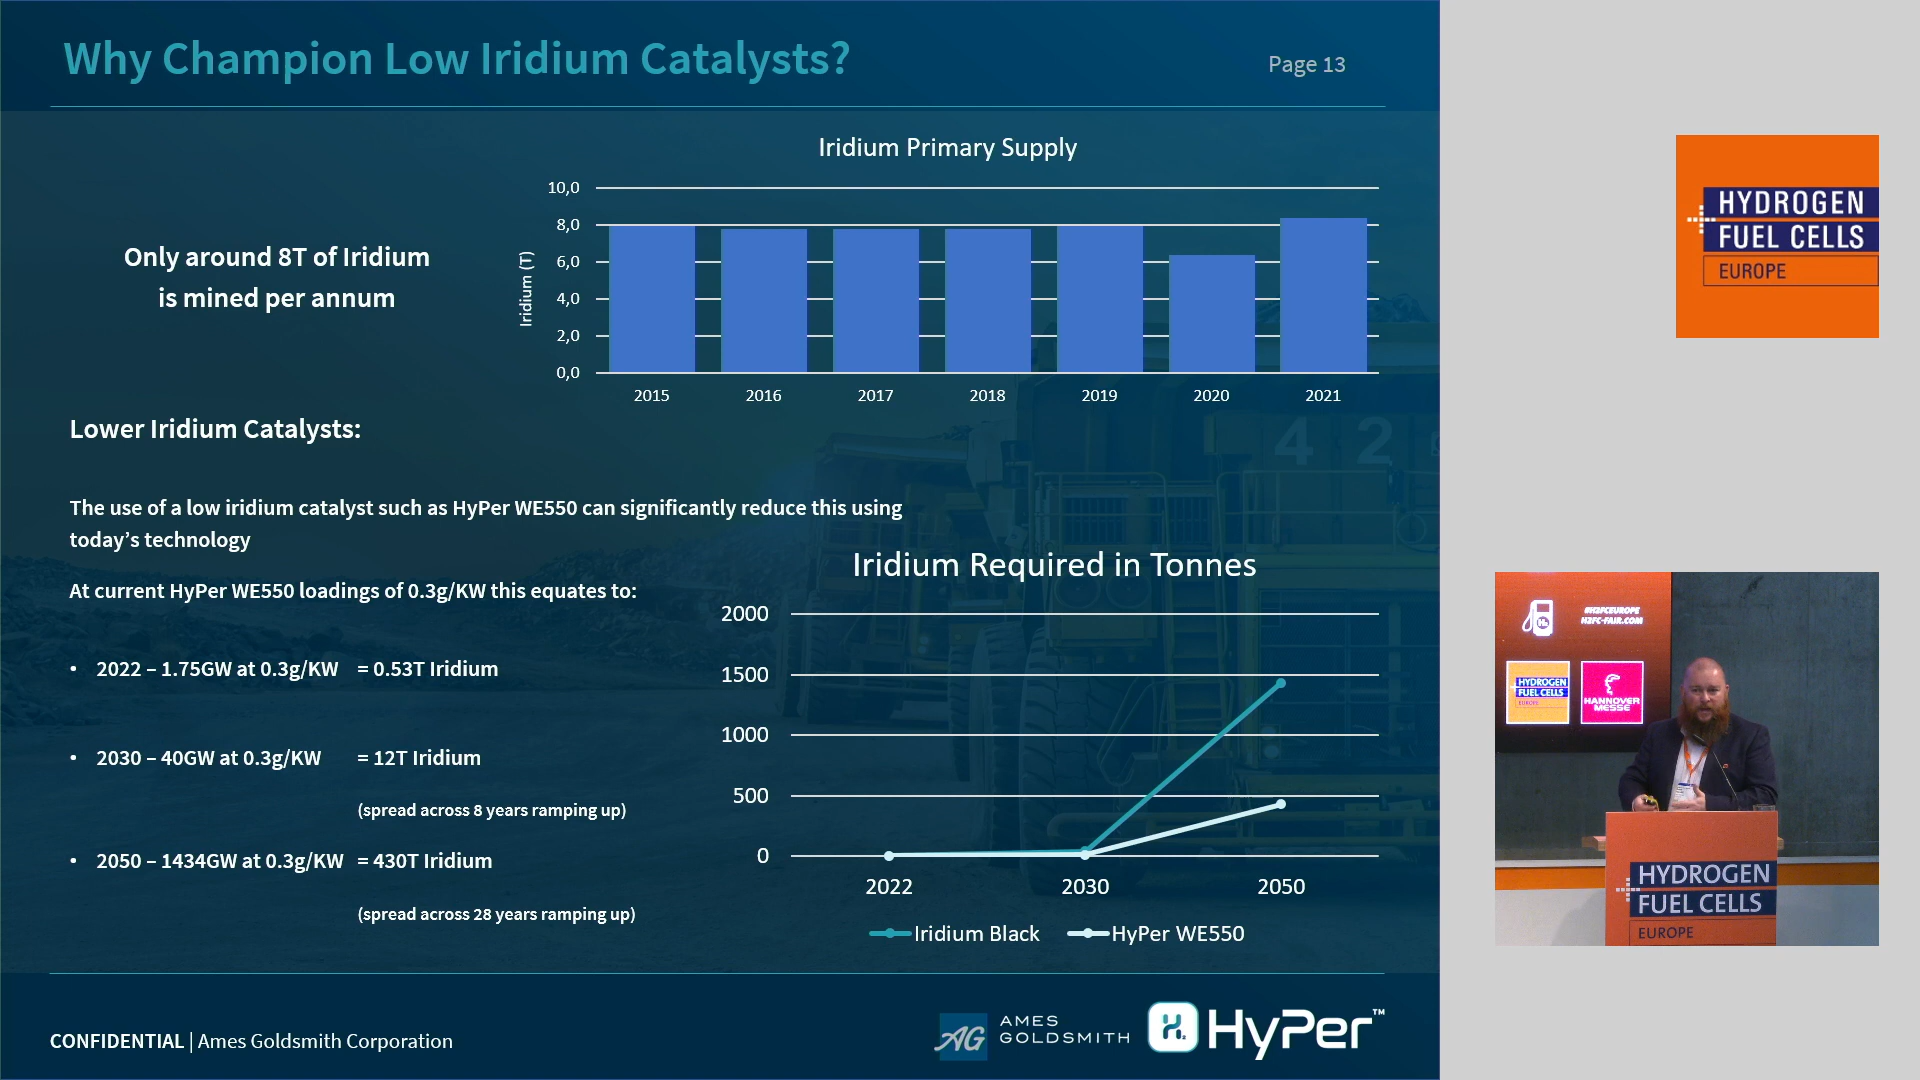 Why Champion Low Iridium Catalysts?
Page 13
Iridium Primary Supply
Only around 8T of Iridium
is mined per annum
Iridium (T)
10,0
8,0
6,0
4,0
2,0
0,0
2015 2016 2017 2018 2019 2020 2021
Lower Iridium Catalysts:
4 2
The use of a low iridium catalyst such as HyPer WE550 can significantly reduce this using
today's technology
At current HyPer WE550 loadings of 0.3g/KW this equates to:
• 2022 – 1.75GW at 0.3g/KW = 0.53T Iridium
• 2030 – 40GW at 0.3g/KW = 12T Iridium
(spread across 8 years ramping up)
• 2050 – 1434GW at 0.3g/KW = 430T Iridium
(spread across 28 years ramping up)
Iridium Required in Tonnes
2000
1500
1000
500
0
2022 2030 2050
Iridium Black HyPer WE550
CONFIDENTIAL | Ames Goldsmith Corporation
AG
AMES
GOLDSMITH
HyPer™
HYDROGEN
FUEL CELLS
EUROPE
#H2FCEUROPE
H2FC-FAIR.COM
HYDROGEN
FUEL CELLS
EUROPE
HANNOVER
MESSE
HYDROGEN
FUEL CELLS
EUROPE